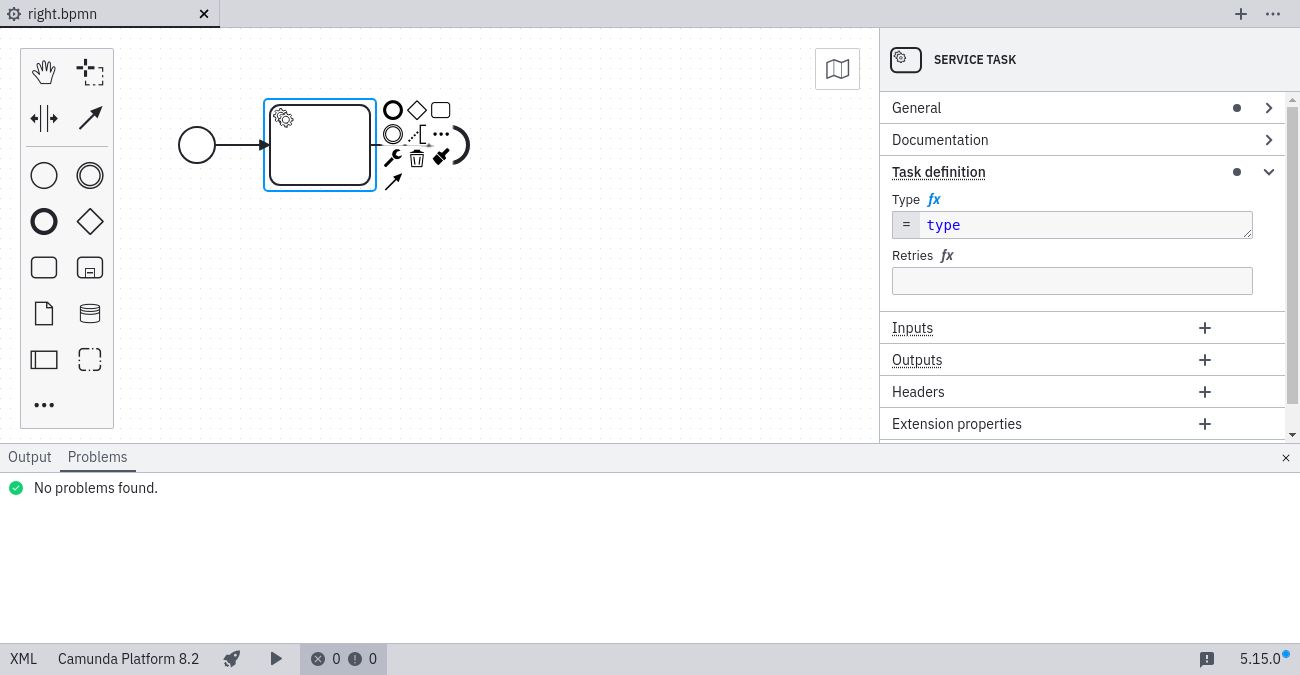 right.bpmn
SERVICE TASK
General
Documentation
Task definition
Type fx
= type
Retries fx
Inputs
Outputs
Headers
Extension properties
Output Problems
No problems found.
XML Camunda Platform 8.2 0 0 5.15.0